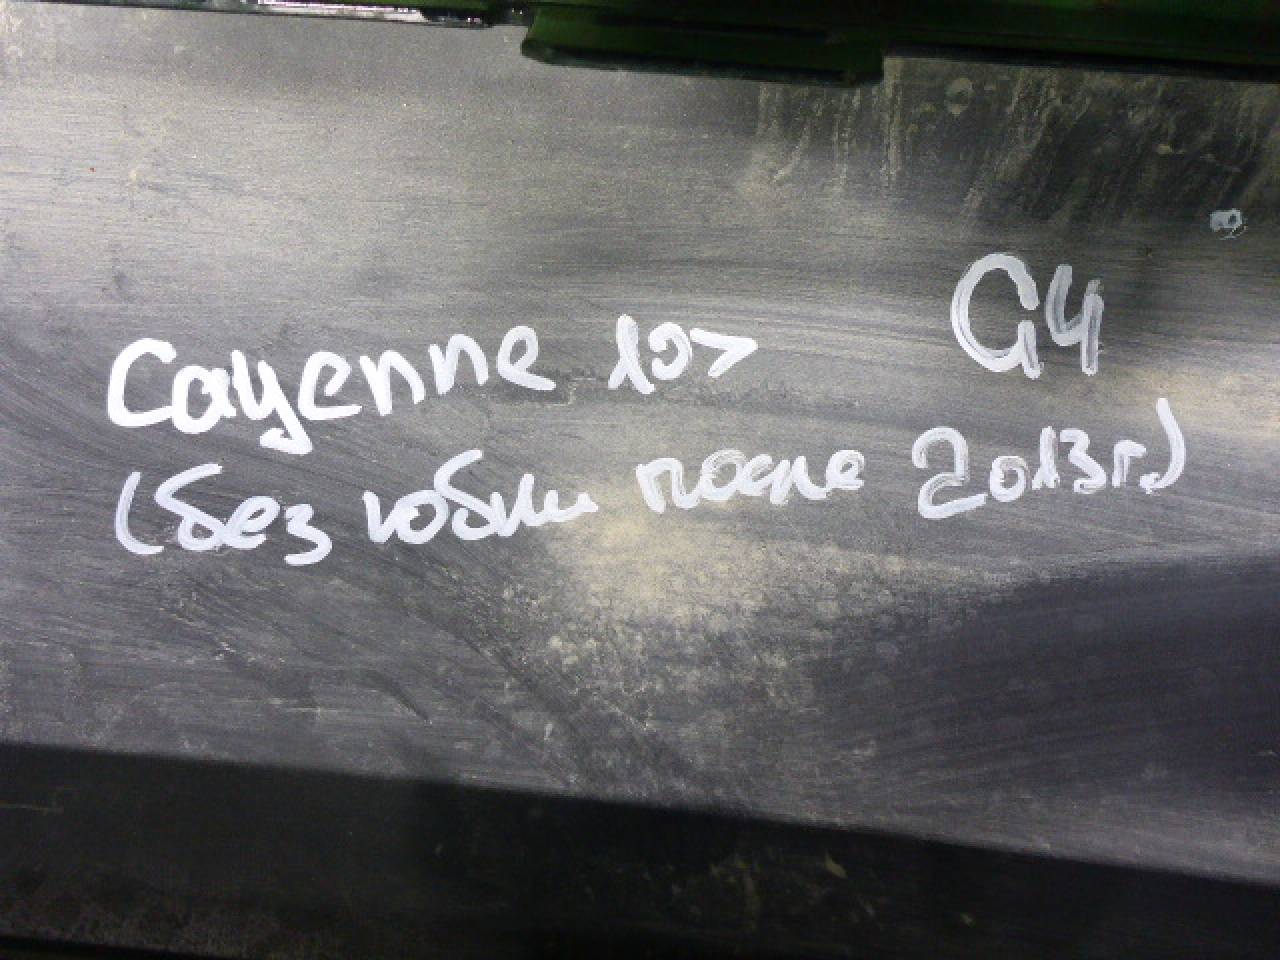 G4
Cayenne 10>
(без юбки после 2013г.)